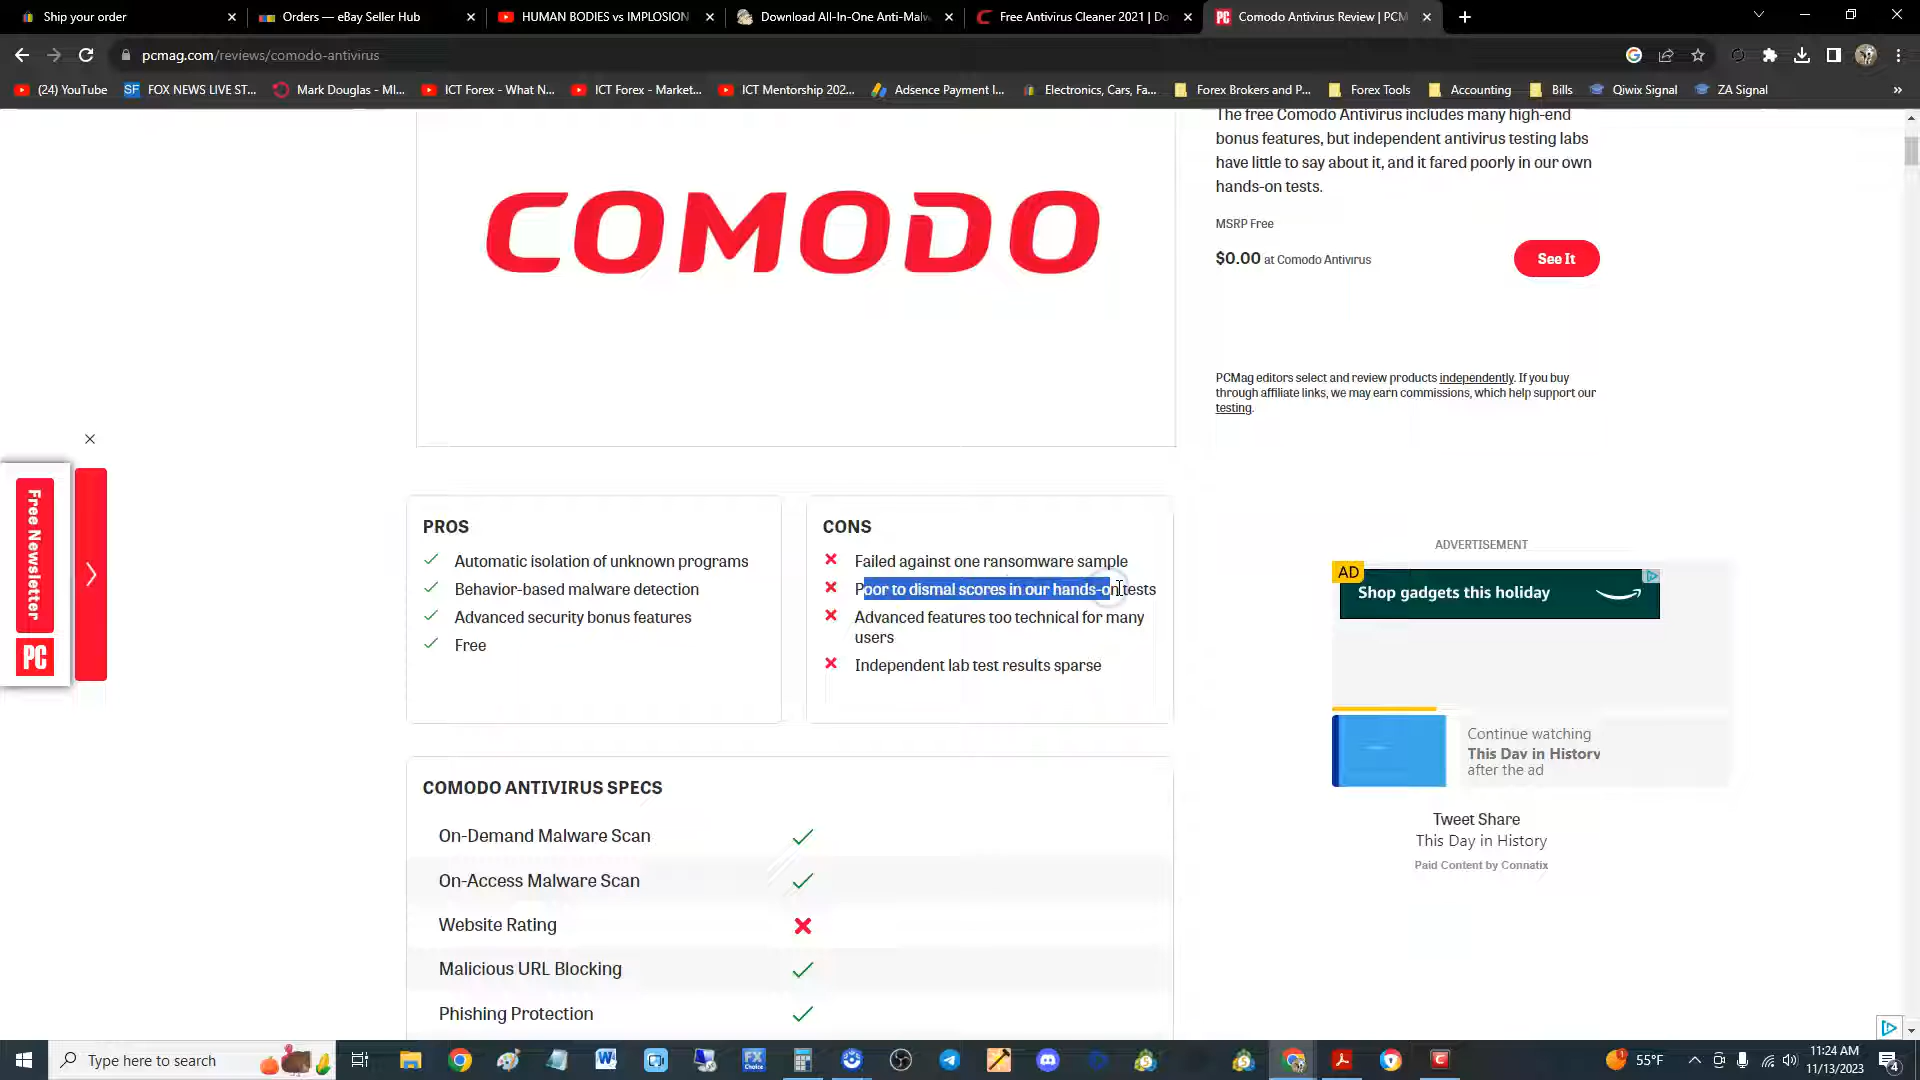 Ship your order
Orders — eBay Seller Hub
HUMAN BODIES vs IMPLOSION
Download All-In-One Anti-Malw
Free Antivirus Cleaner 2021 | Do
Comodo Antivirus Review | PCM
pcmag.com/reviews/comodo-antivirus
(24) YouTube
SF FOX NEWS LIVE ST...
Mark Douglas - MI...
ICT Forex - What N...
ICT Forex - Market...
ICT Mentorship 202...
Adsence Payment I...
Electronics, Cars, Fa...
Forex Brokers and P...
Forex Tools
Accounting
Bills
Qiwix Signal
ZA Signal
»
COMODO
The free Comodo Antivirus includes many high-end
bonus features, but independent antivirus testing labs
have little to say about it, and it fared poorly in our own
hands-on tests.
MSRP Free
$0.00 at Comodo Antivirus
See It
PCMag editors select and review products independently. If you buy
through affiliate links, we may earn commissions, which help support our
testing.
Free Newsletter
PC
PROS
Automatic isolation of unknown programs
Behavior-based malware detection
Advanced security bonus features
Free
CONS
Failed against one ransomware sample
Poor to dismal scores in our hands-on tests
Advanced features too technical for many
users
Independent lab test results sparse
ADVERTISEMENT
AD
Shop gadgets this holiday
Continue watching
This Day in History
after the ad
Tweet Share
This Day in History
Paid Content by Connatix
COMODO ANTIVIRUS SPECS
On-Demand Malware Scan
On-Access Malware Scan
Website Rating
Malicious URL Blocking
Phishing Protection
Type here to search
FX
Choice
55°F
11:24 AM
11/13/2023
4